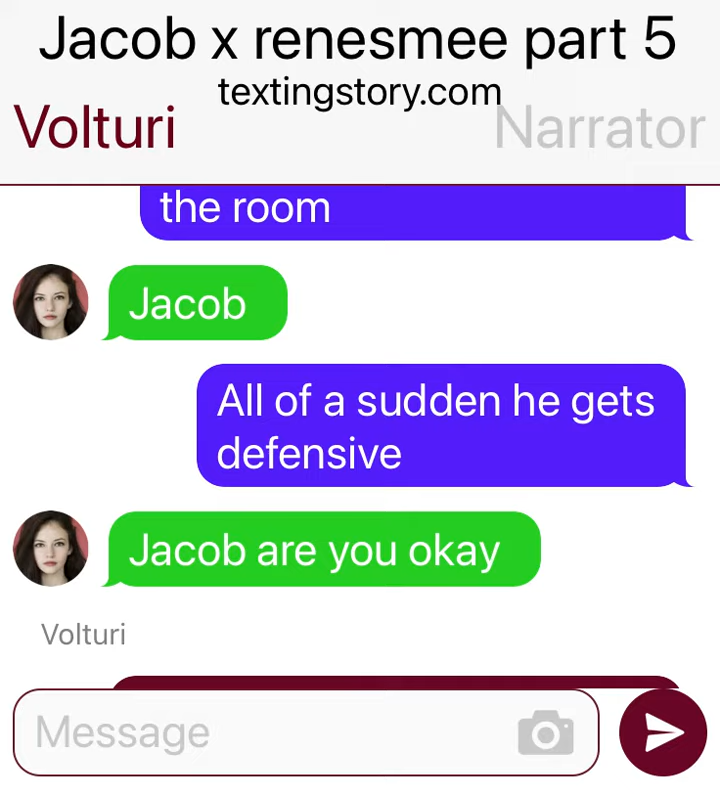 Jacob x renesmee part 5
textingstory.com
Volturi
Narrator
the room
Jacob
All of a sudden he gets
defensive
Jacob are you okay
Volturi
Message